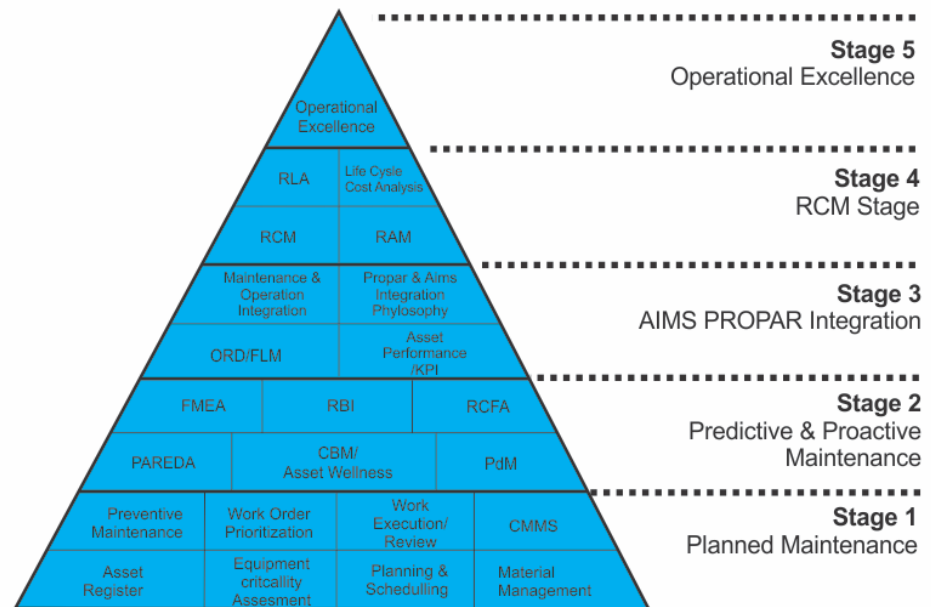 Operational
Excellence
Stage 5
Operational Excellence
RLA
Life Cysle
Cost Analysis
RCM
RAM
Stage 4
RCM Stage
Maintenance &
Operation
Integration
Propar & Aims
Integration
Phylosophy
ORD/FLM
Asset
Performance
/KPI
Stage 3
AIMS PROPAR Integration
FMEA
RBI
RCFA
PAREDA
CBM/
Asset Wellness
PdM
Stage 2
Predictive & Proactive
Maintenance
Preventive
Maintenance
Work Order
Prioritization
Work
Execution/
Review
CMMS
Asset
Register
Equipment
critcallity
Assesment
Planning &
Schedulling
Material
Management
Stage 1
Planned Maintenance